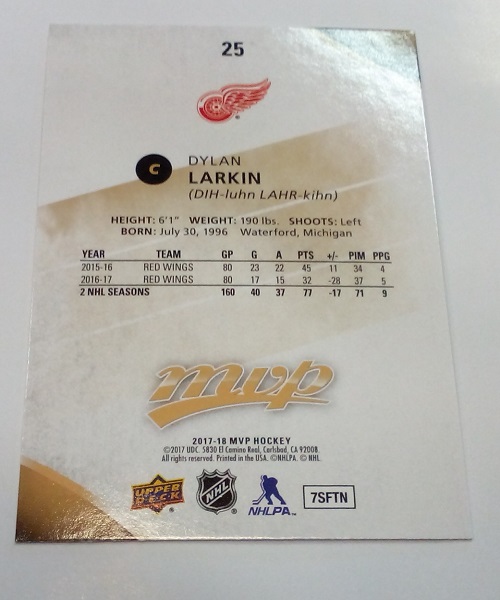 25
C
DYLAN
LARKIN
(DIH-luhn LAHR-kihn)
HEIGHT: 6'1" WEIGHT: 190 lbs. SHOOTS: Left
BORN: July 30, 1996 Waterford, Michigan
YEAR TEAM GP G A PTS +/- PIM PPG
2015-16 RED WINGS 80 23 22 45 11 34 4
2016-17 RED WINGS 80 17 15 32 -28 37 5
2 NHL SEASONS 160 40 37 77 -17 71 9
mvp
2017-18 MVP HOCKEY
©2017 UDC. 5830 El Camino Real, Carlsbad, CA 92008.
All rights reserved. Printed in the USA. ©NHLPA. © NHL.
UPPER DECK NHL NHLPA 7SFTN